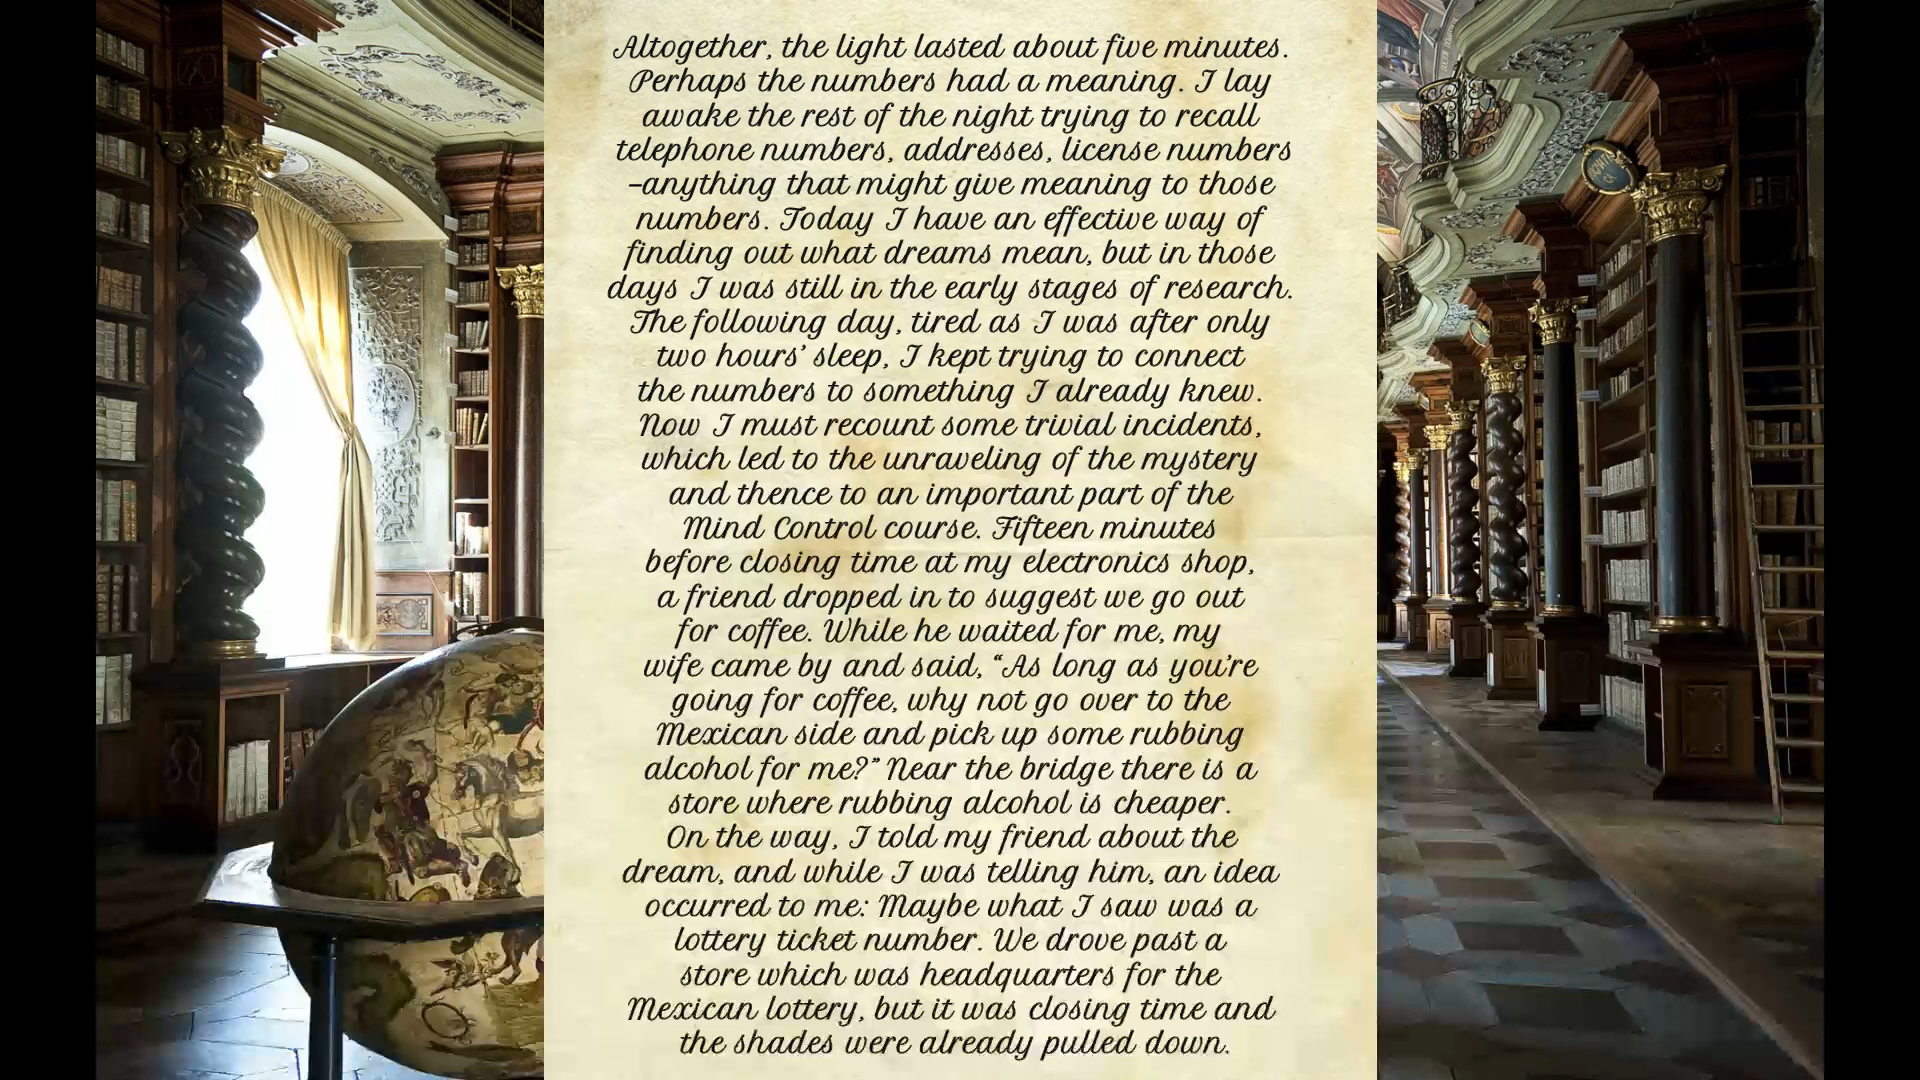 Altogether, the light lasted about five minutes.
Perhaps the numbers had a meaning. I lay
awake the rest of the night trying to recall
telephone numbers, addresses, license numbers
-anything that might give meaning to those
numbers. Today I have an effective way of
finding out what dreams mean, but in those
days I was still in the early stages of research.
The following day, tired as I was after only
two hours’ sleep, I kept trying to connect
the numbers to something I already knew.
Now I must recount some trivial incidents,
which led to the unraveling of the mystery
and thence to an important part of the
Mind Control course. Fifteen minutes
before closing time at my electronics shop,
a friend dropped in to suggest we go out
for coffee. While he waited for me, my
wife came by and said, “As long as you’re
going for coffee, why not go over to the
Mexican side and pick up some rubbing
alcohol for me?” Near the bridge there is a
store where rubbing alcohol is cheaper.
On the way, I told my friend about the
dream, and while I was telling him, an idea
occurred to me: Maybe what I saw was a
lottery ticket number. We drove past a
store which was headquarters for the
Mexican lottery, but it was closing time and
the shades were already pulled down.